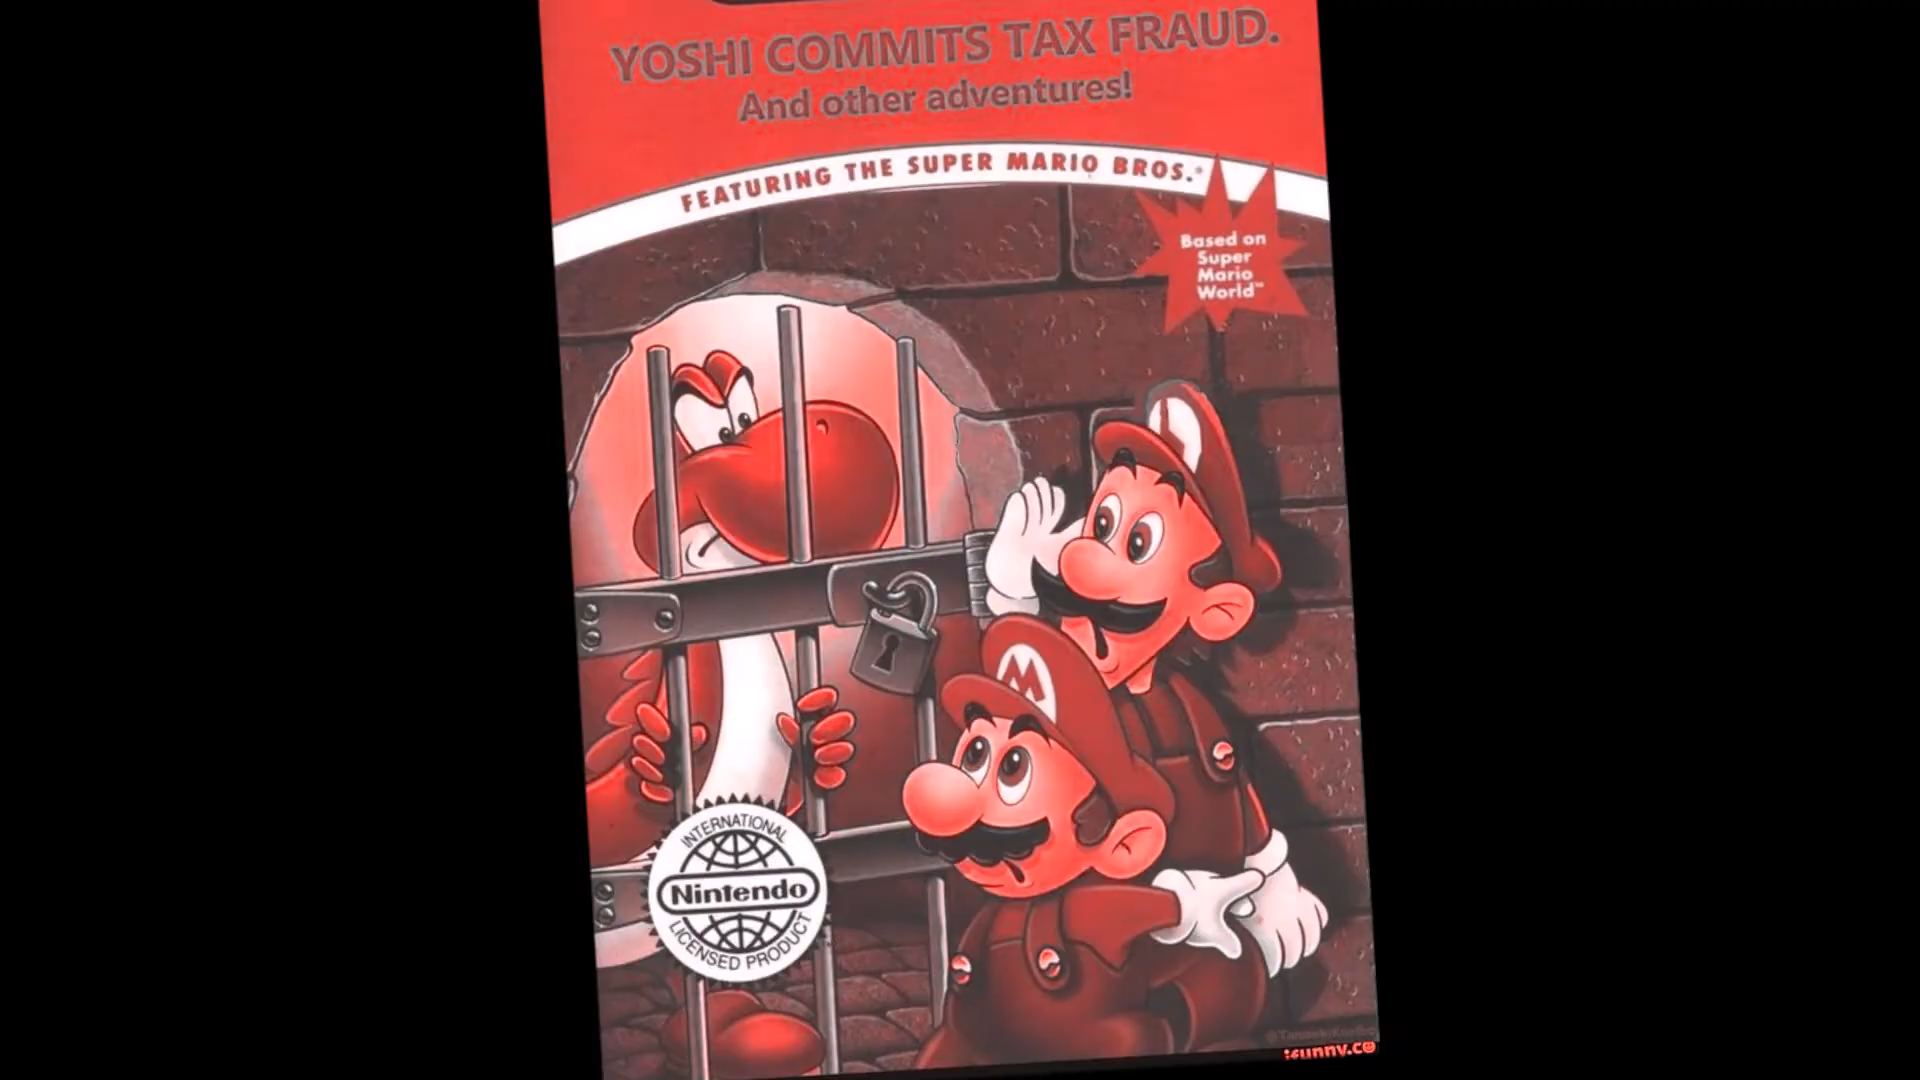 YOSHI COMMITS TAX FRAUD.
And other adventures!
FEATURING THE SUPER MARIO BROS.®
Based on
Super
Mario
World™
L
M
INTERNATIONAL
Nintendo
LICENSED PRODUCT
ifunny.co